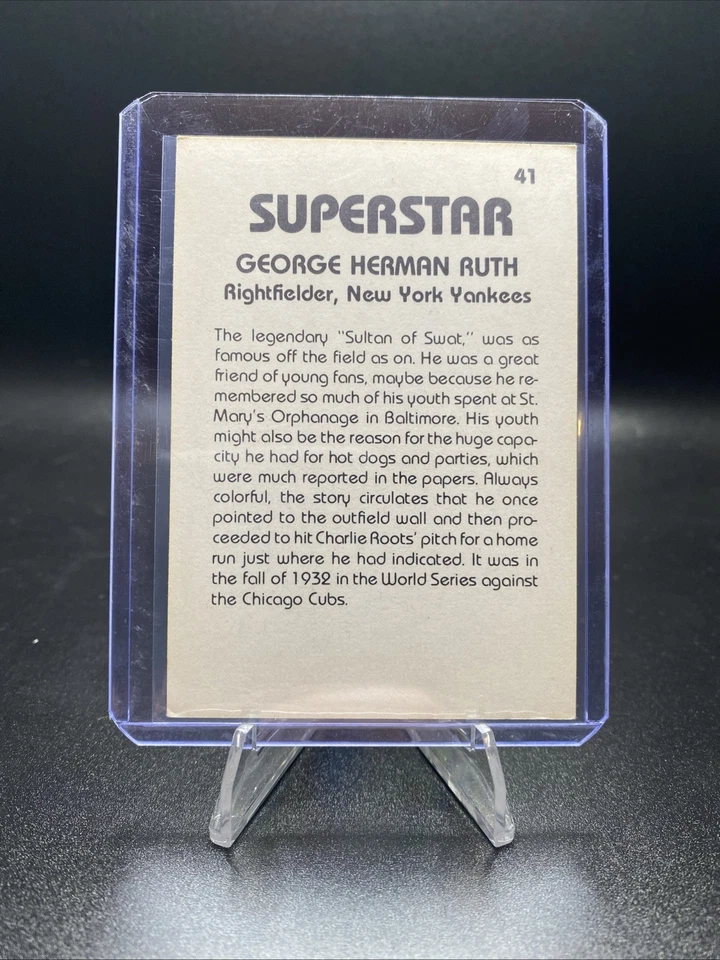 41
SUPERSTAR
GEORGE HERMAN RUTH
Rightfielder, New York Yankees
The legendary "Sultan of Swat," was as
famous off the field as on. He was a great
friend of young fans, maybe because he re-
membered so much of his youth spent at St.
Mary's Orphanage in Baltimore. His youth
might also be the reason for the huge capa-
city he had for hot dogs and parties, which
were much reported in the papers. Always
colorful, the story circulates that he once
pointed to the outfield wall and then pro-
ceeded to hit Charlie Roots' pitch for a home
run just where he had indicated. It was in
the fall of 1932 in the World Series against
the Chicago Cubs.